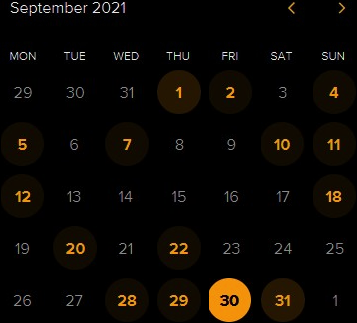 September 2021
MON TUE WED THU FRI SAT SUN
29 30 31 1 2 3 4
5 6 7 8 9 10 11
12 13 14 15 16 17 18
19 20 21 22 23 24 25
26 27 28 29 30 31 1